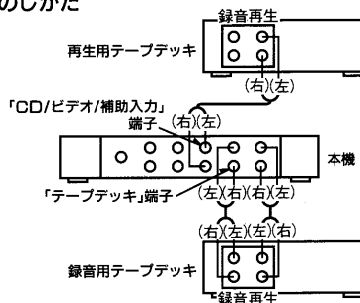 のしかた
録音再生
再生用テープデッキ
(右)(左)
「CD/ビデオ/補助入力」
端子
(右)(左)
本機
「テープデッキ」端子
(左)(右)(右)(左)
(右)(左)(左)(右)
録音用テープデッキ
録音再生